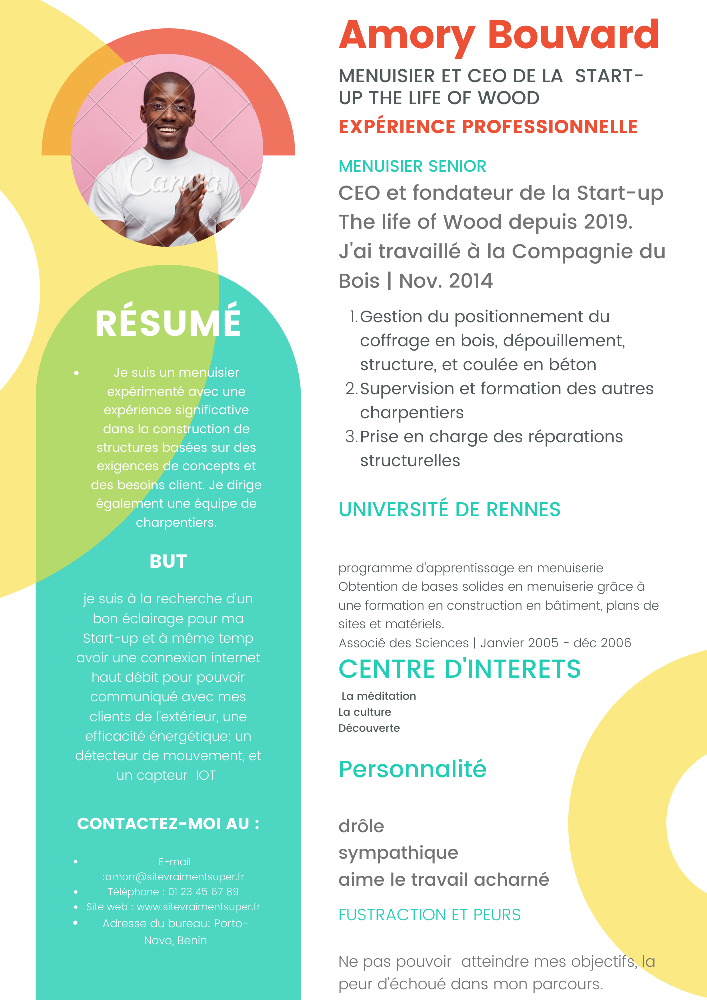 Amory Bouvard
MENUISIER ET CEO DE LA START-
UP THE LIFE OF WOOD
EXPÉRIENCE PROFESSIONNELLE
MENUISIER SENIOR
CEO et fondateur de la Start-up
The life of Wood depuis 2019.
J'ai travaillé à la Compagnie du
Bois | Nov. 2014
1. Gestion du positionnement du
coffrage en bois, dépouillement,
structure, et coulée en béton
2. Supervision et formation des autres
charpentiers
3. Prise en charge des réparations
structurelles
UNIVERSITÉ DE RENNES
programme d'apprentissage en menuiserie
Obtention de bases solides en menuiserie grâce à
une formation en construction en bâtiment, plans de
sites et matériels.
Associé des Sciences | Janvier 2005 - déc 2006
CENTRE D'INTERETS
La méditation
La culture
Découverte
Personnalité
drôle
sympathique
aime le travail acharné
FUSTRACTION ET PEURS
Ne pas pouvoir atteindre mes objectifs, la
peur d'échoué dans mon parcours.
Canva
RÉSUMÉ
• Je suis un menuisier
expérimenté avec une
expérience significative
dans la construction de
structures basées sur des
exigences de concepts et
des besoins client. Je dirige
également une équipe de
charpentiers.
BUT
je suis à la recherche d'un
bon éclairage pour ma
Start-up et à même temp
avoir une connexion internet
haut débit pour pouvoir
communiqué avec mes
clients de l'extérieur, une
efficacité énergétique; un
détecteur de mouvement, et
un capteur IOT
CONTACTEZ-MOI AU :
• E-mail
:amorr@sitevraimentsuper.fr
• Téléphone : 01 23 45 67 89
• Site web : www.sitevraimentsuper.fr
• Adresse du bureau: Porto-
Novo, Benin